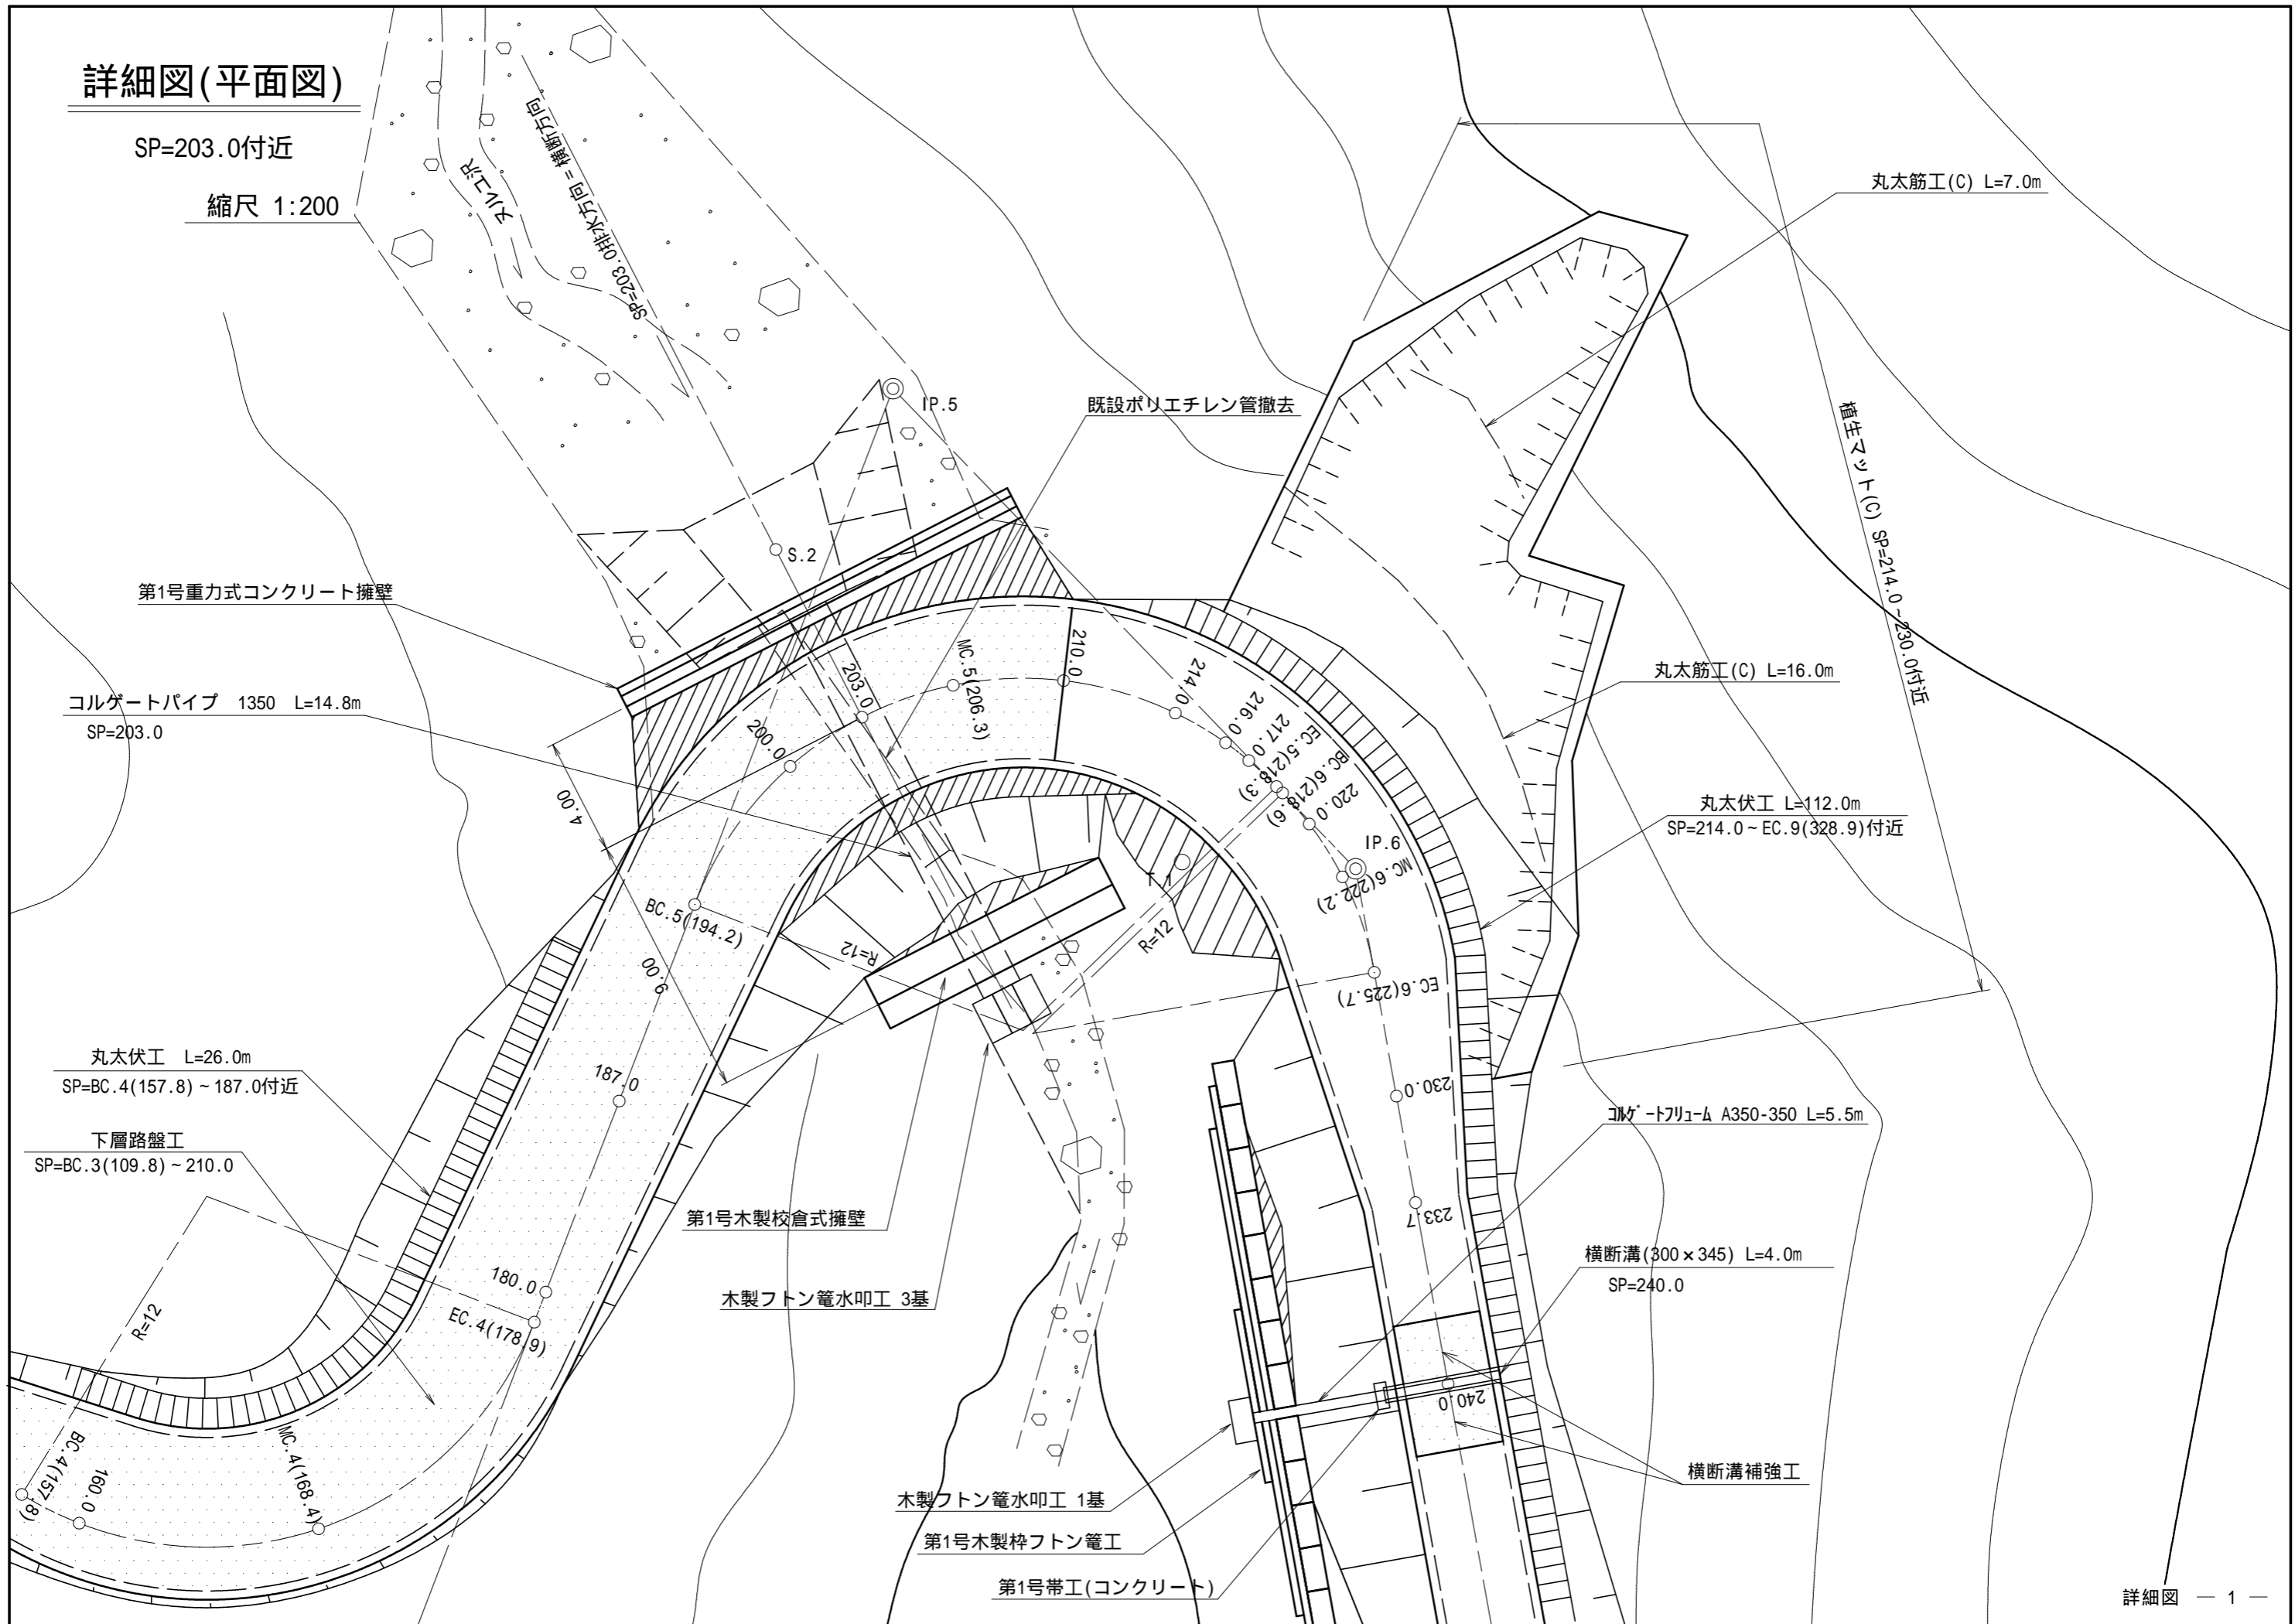 詳細図(平面図)
SP=203.0付近
縮尺 1:200
ヌルユ沢
SP=203.0排水方向=横断方向
IP.5
S.2
既設ポリエチレン管撤去
丸太筋工(C) L=7.0m
植生マット(C) SP=214.0~230.0付近
第1号重力式コンクリート擁壁
コルゲートパイプ 1350 L=14.8m
SP=203.0
丸太筋工(C) L=16.0m
丸太伏工 L=112.0m
SP=214.0~EC.9(328.9)付近
200.0
203.0
MC.5(206.3)
210.0
214.0
216.0
217.0
EC.5(218.3)
BC.6(218.6)
220.0
IP.6
MC.6(222.2)
T.1
R=12
R=12
EC.6(225.7)
4.00
6.00
BC.5(194.2)
187.0
230.0
233.7
丸太伏工 L=26.0m
SP=BC.4(157.8)~187.0付近
下層路盤工
SP=BC.3(109.8)~210.0
コルゲートフリューム A350-350 L=5.5m
第1号木製校倉式擁壁
木製フトン篭水叩工 3基
横断溝(300×345) L=4.0m
SP=240.0
180.0
EC.4(178.9)
R=12
240.0
BC.4(157.8)
160.0
MC.4(168.4)
横断溝補強工
木製フトン篭水叩工 1基
第1号木製枠フトン篭工
第1号帯工(コンクリート)
詳細図 — 1 —